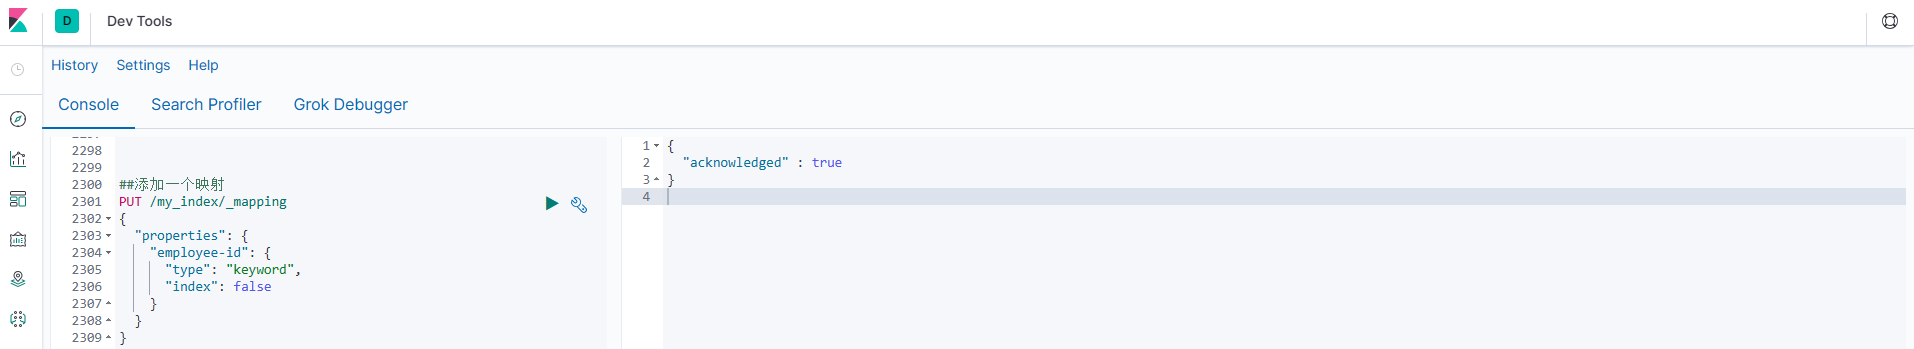 D Dev Tools
History Settings Help
Console Search Profiler Grok Debugger
2298
2299
2300 ##添加一个映射
2301 PUT /my_index/_mapping
2302 {
2303 "properties": {
2304 "employee-id": {
2305 "type": "keyword",
2306 "index": false
2307 }
2308 }
2309 }
1 {
2 "acknowledged" : true
3 }
4